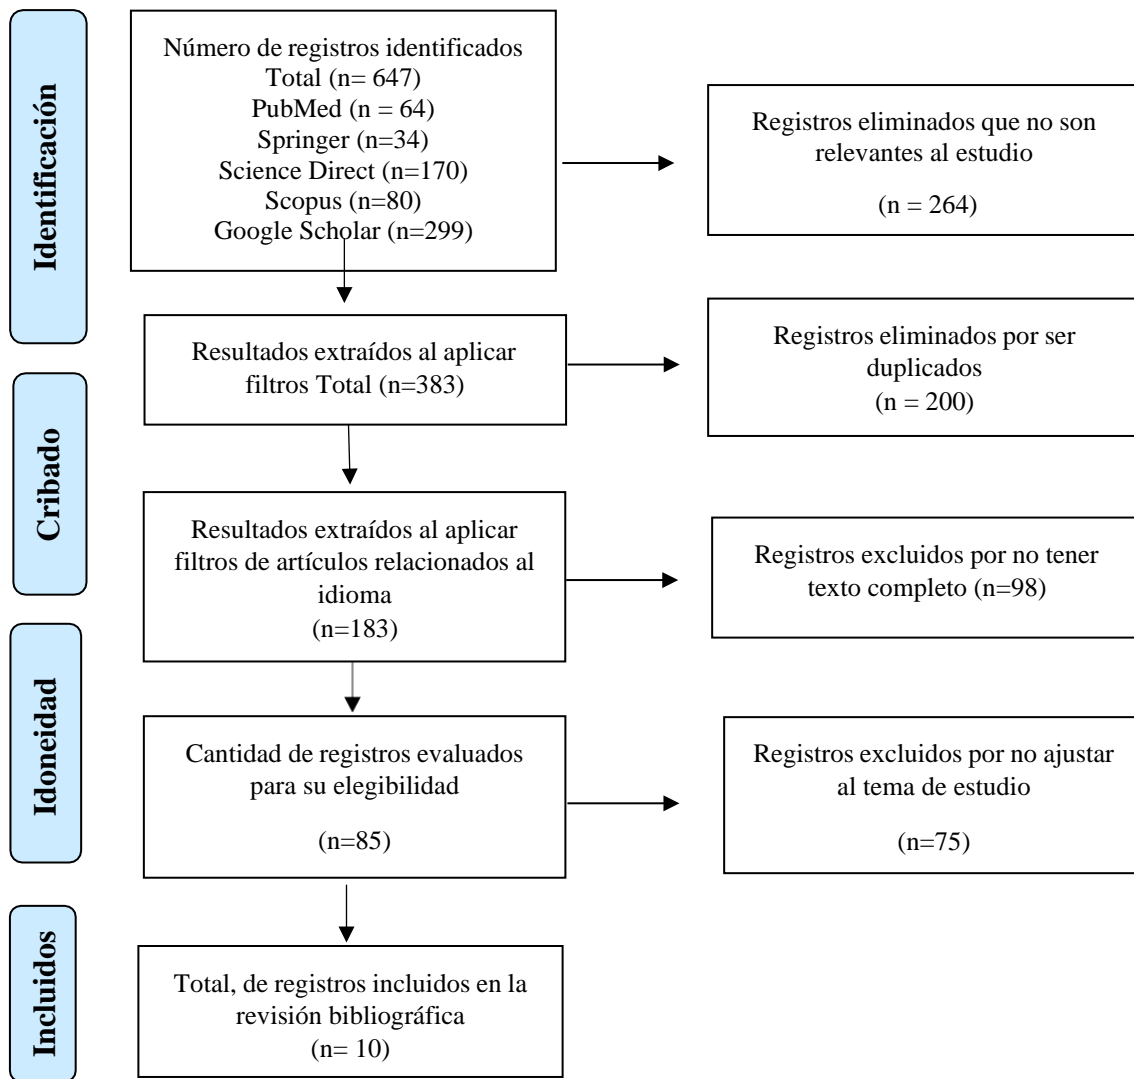 Identificación
Número de registros identificados
Total (n= 647)
PubMed (n = 64)
Springer (n=34)
Science Direct (n=170)
Scopus (n=80)
Google Scholar (n=299)
Registros eliminados que no son
relevantes al estudio
(n = 264)
Resultados extraídos al aplicar
filtros Total (n=383)
Registros eliminados por ser
duplicados
(n = 200)
Cribado
Resultados extraídos al aplicar
filtros de artículos relacionados al
idioma
(n=183)
Registros excluidos por no tener
texto completo (n=98)
Idoneidad
Cantidad de registros evaluados
para su elegibilidad
(n=85)
Registros excluidos por no ajustar
al tema de estudio
(n=75)
Incluidos
Total, de registros incluidos en la
revisión bibliográfica
(n= 10)